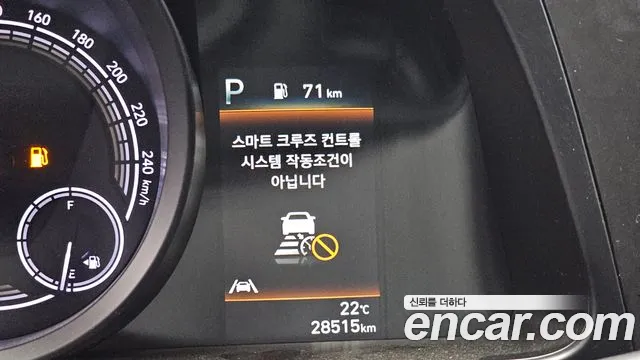 160
180
200
220
240
km/h
F
E
P 71 km
스마트 크루즈 컨트롤
시스템 작동조건이
아닙니다
22℃
28515km
신뢰를 더하다
encar.com